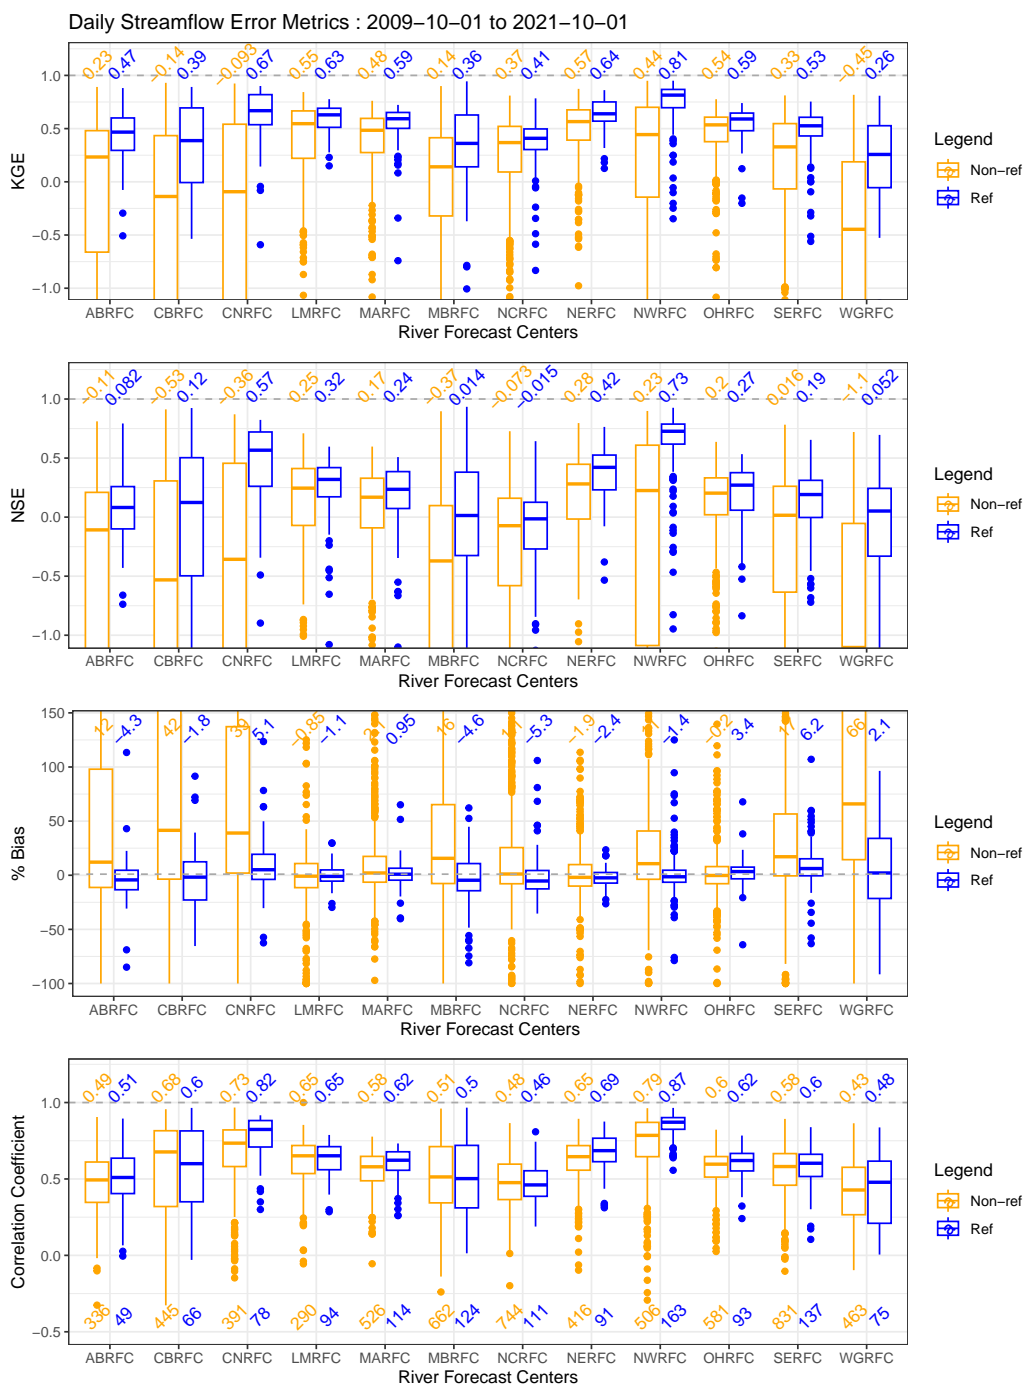 Daily Streamflow Error Metrics : 2009−10−01 to 2021−10−01
0.23 0.47 −0.14 0.39 −0.093 0.67 0.55 0.63 0.48 0.59 0.14 0.36 0.37 0.41 0.57 0.64 0.44 0.81 0.54 0.59 0.33 0.53 −0.45 0.26
1.0
0.5
0.0
−0.5
−1.0
KGE
ABRFC CBRFC CNRFC LMRFC MARFC MBRFC NCRFC NERFC NWRFC OHRFC SERFC WGRFC
River Forecast Centers
Legend
Non−ref
Ref
−0.11 0.082 −0.53 0.12 −0.36 0.57 0.25 0.32 0.17 0.24 −0.37 0.014 −0.073 −0.015 0.28 0.42 0.23 0.73 0.2 0.27 0.016 0.19 −1.1 0.052
1.0
0.5
0.0
−0.5
−1.0
NSE
ABRFC CBRFC CNRFC LMRFC MARFC MBRFC NCRFC NERFC NWRFC OHRFC SERFC WGRFC
River Forecast Centers
Legend
Non−ref
Ref
12 −4.3 42 −1.8 39 5.1 −0.85 −1.1 0.95 16 −4.6 −5.3 −1.9 −2.4 11 −1.4 −0.2 3.4 17 6.2 66 2.1
150
100
50
0
−50
−100
% Bias
ABRFC CBRFC CNRFC LMRFC MARFC MBRFC NCRFC NERFC NWRFC OHRFC SERFC WGRFC
River Forecast Centers
Legend
Non−ref
Ref
0.49 0.51 0.68 0.6 0.73 0.82 0.65 0.65 0.58 0.62 0.51 0.5 0.48 0.46 0.65 0.69 0.79 0.87 0.6 0.62 0.58 0.6 0.43 0.48
1.0
0.5
0.0
−0.5
Correlation Coefficient
336 49 445 66 391 78 290 94 526 114 662 124 744 111 416 91 506 163 581 93 831 137 463 75
ABRFC CBRFC CNRFC LMRFC MARFC MBRFC NCRFC NERFC NWRFC OHRFC SERFC WGRFC
River Forecast Centers
Legend
Non−ref
Ref